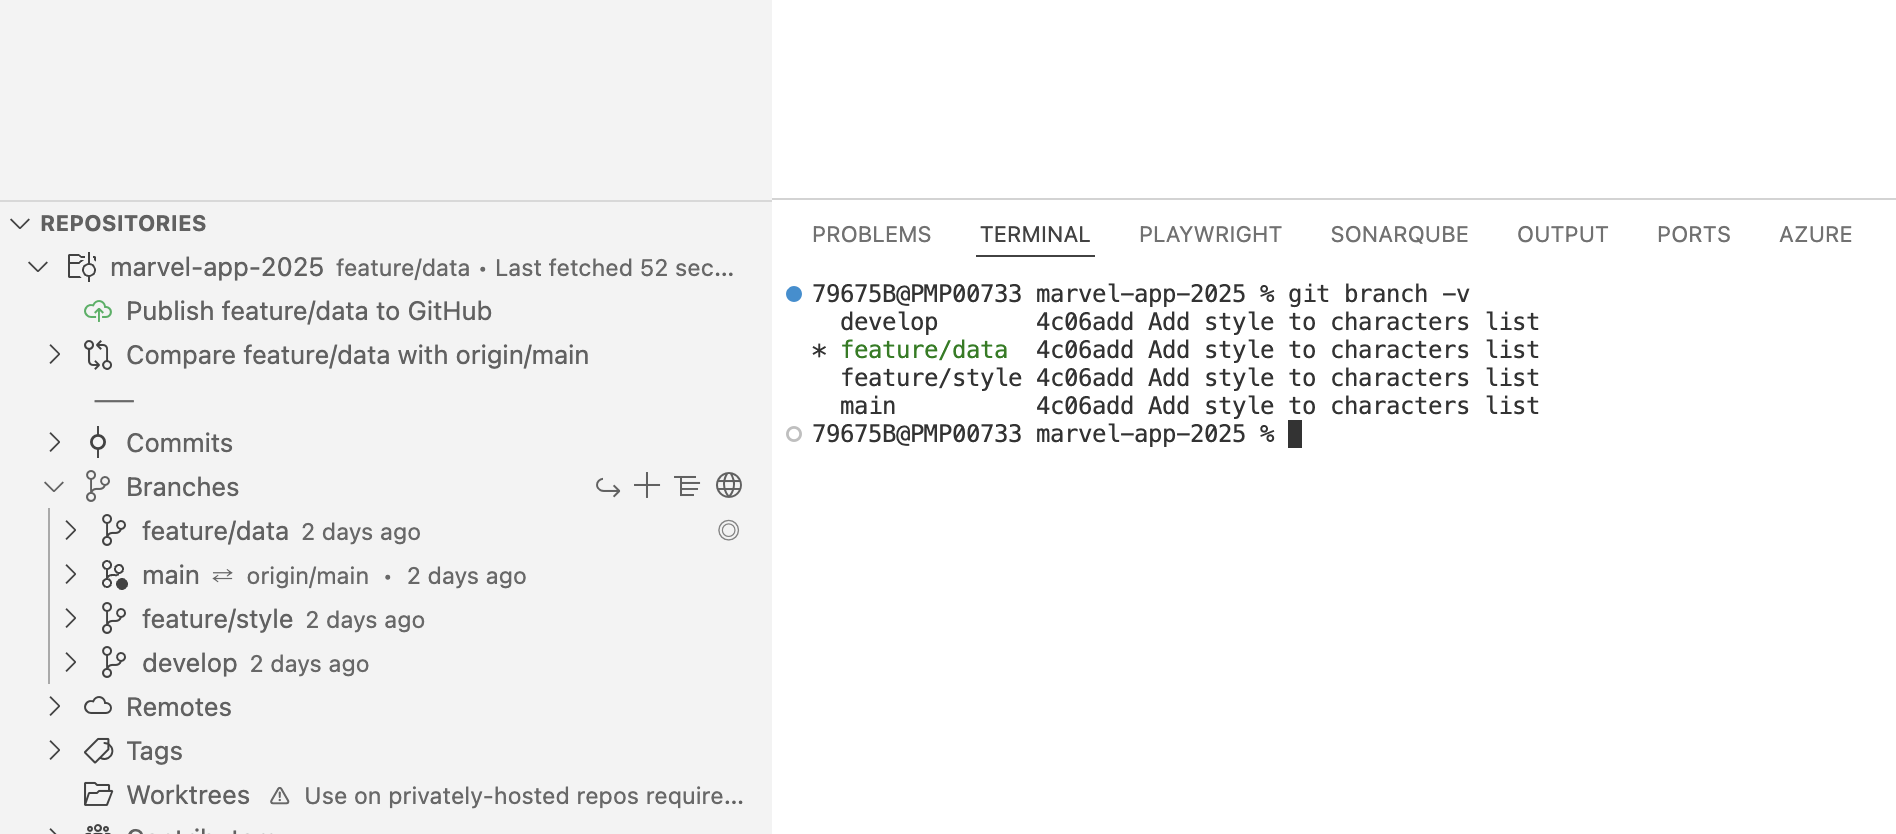 REPOSITORIES
marvel-app-2025 feature/data • Last fetched 52 sec...
Publish feature/data to GitHub
Compare feature/data with origin/main
Commits
Branches
feature/data 2 days ago
main ⇄ origin/main • 2 days ago
feature/style 2 days ago
develop 2 days ago
Remotes
Tags
Worktrees ⚠ Use on privately-hosted repos require...
PROBLEMS TERMINAL PLAYWRIGHT SONARQUBE OUTPUT PORTS AZURE
79675B@PMP00733 marvel-app-2025 % git branch -v
develop 4c06add Add style to characters list
* feature/data 4c06add Add style to characters list
feature/style 4c06add Add style to characters list
main 4c06add Add style to characters list
79675B@PMP00733 marvel-app-2025 %